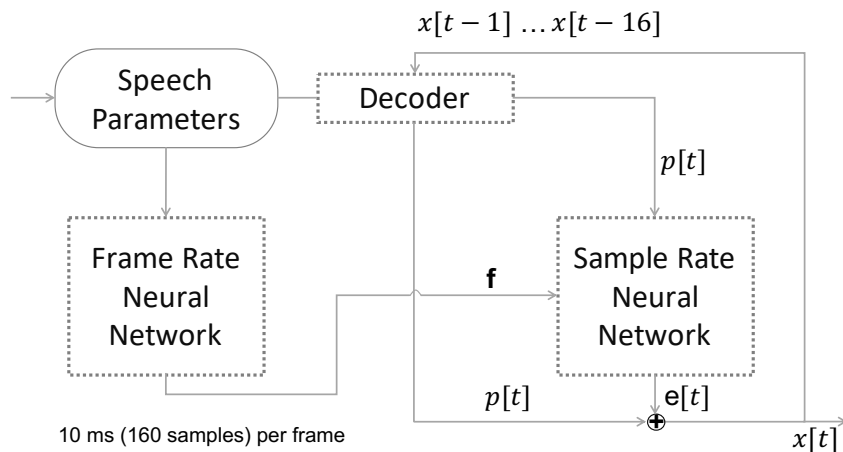 x[t − 1] … x[t − 16]
Speech
Parameters
Decoder
p[t]
Frame Rate
Neural
Network
f
Sample Rate
Neural
Network
p[t]
e[t]
10 ms (160 samples) per frame
x[t]